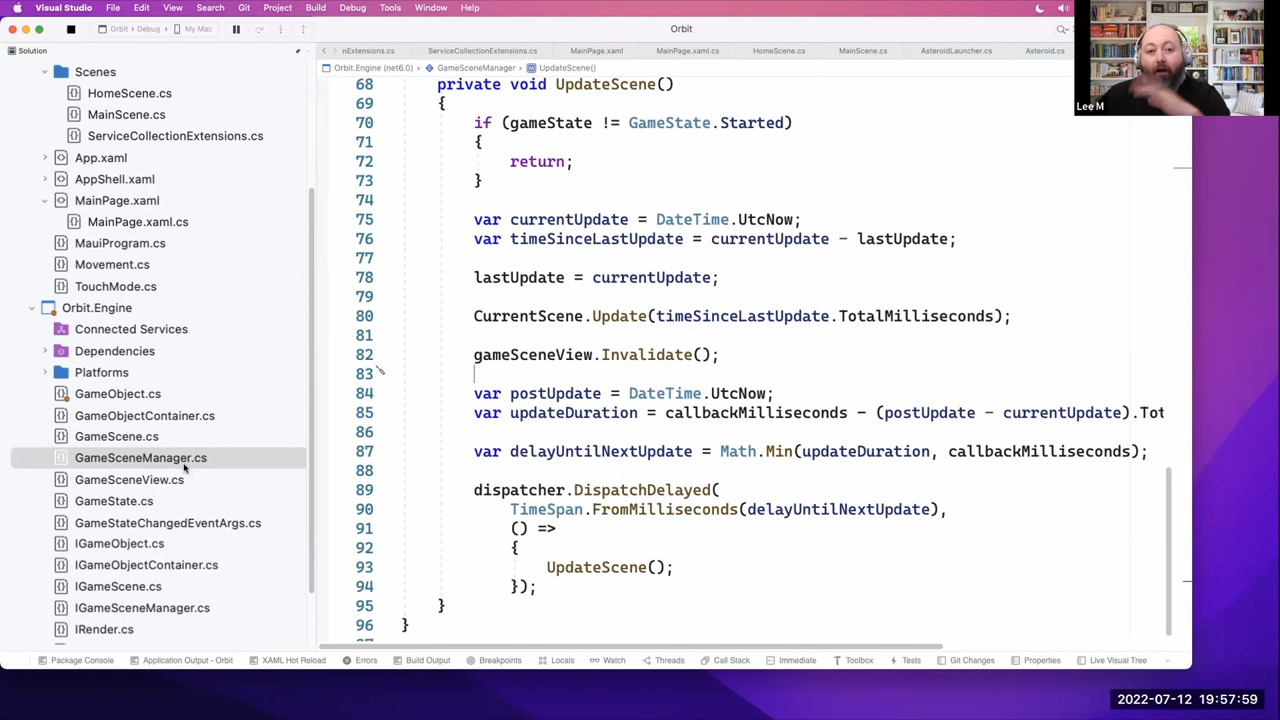 Visual Studio File Edit View Search Git Project Build Debug Tools Window Help
Orbit › Debug › My Mac
Orbit
Solution
nExtensions.cs ServiceCollectionExtensions.cs MainPage.xaml MainPage.xaml.cs HomeScene.cs MainScene.cs AsteroidLauncher.cs Asteroid.cs
Orbit.Engine (net6.0) GameSceneManager UpdateScene()
Lee M
Scenes
HomeScene.cs
MainScene.cs
ServiceCollectionExtensions.cs
App.xaml
AppShell.xaml
MainPage.xaml
MainPage.xaml.cs
MauiProgram.cs
Movement.cs
TouchMode.cs
Orbit.Engine
Connected Services
Dependencies
Platforms
GameObject.cs
GameObjectContainer.cs
GameScene.cs
GameSceneManager.cs
GameSceneView.cs
GameState.cs
GameStateChangedEventArgs.cs
IGameObject.cs
IGameObjectContainer.cs
IGameScene.cs
IGameSceneManager.cs
IRender.cs
68 private void UpdateScene()
69 {
70 if (gameState != GameState.Started)
71 {
72 return;
73 }
74
75 var currentUpdate = DateTime.UtcNow;
76 var timeSinceLastUpdate = currentUpdate - lastUpdate;
77
78 lastUpdate = currentUpdate;
79
80 CurrentScene.Update(timeSinceLastUpdate.TotalMilliseconds);
81
82 gameSceneView.Invalidate();
83
84 var postUpdate = DateTime.UtcNow;
85 var updateDuration = callbackMilliseconds - (postUpdate - currentUpdate).Tot
86
87 var delayUntilNextUpdate = Math.Min(updateDuration, callbackMilliseconds);
88
89 dispatcher.DispatchDelayed(
90 TimeSpan.FromMilliseconds(delayUntilNextUpdate),
91 () =>
92 {
93 UpdateScene();
94 });
95 }
96 }
Package Console Application Output - Orbit XAML Hot Reload Errors Build Output Breakpoints Locals Watch Threads Call Stack Immediate Toolbox Tests Git Changes Properties Live Visual Tree
2022-07-12 19:57:59